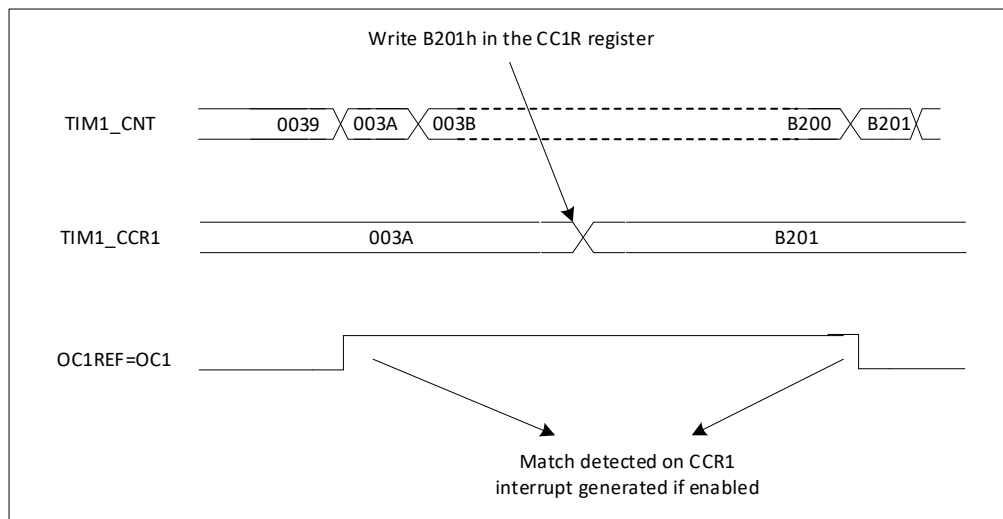 Write B201h in the CC1R register
TIM1_CNT
0039
003A
003B
B200
B201
TIM1_CCR1
003A
B201
OC1REF=OC1
Match detected on CCR1
interrupt generated if enabled